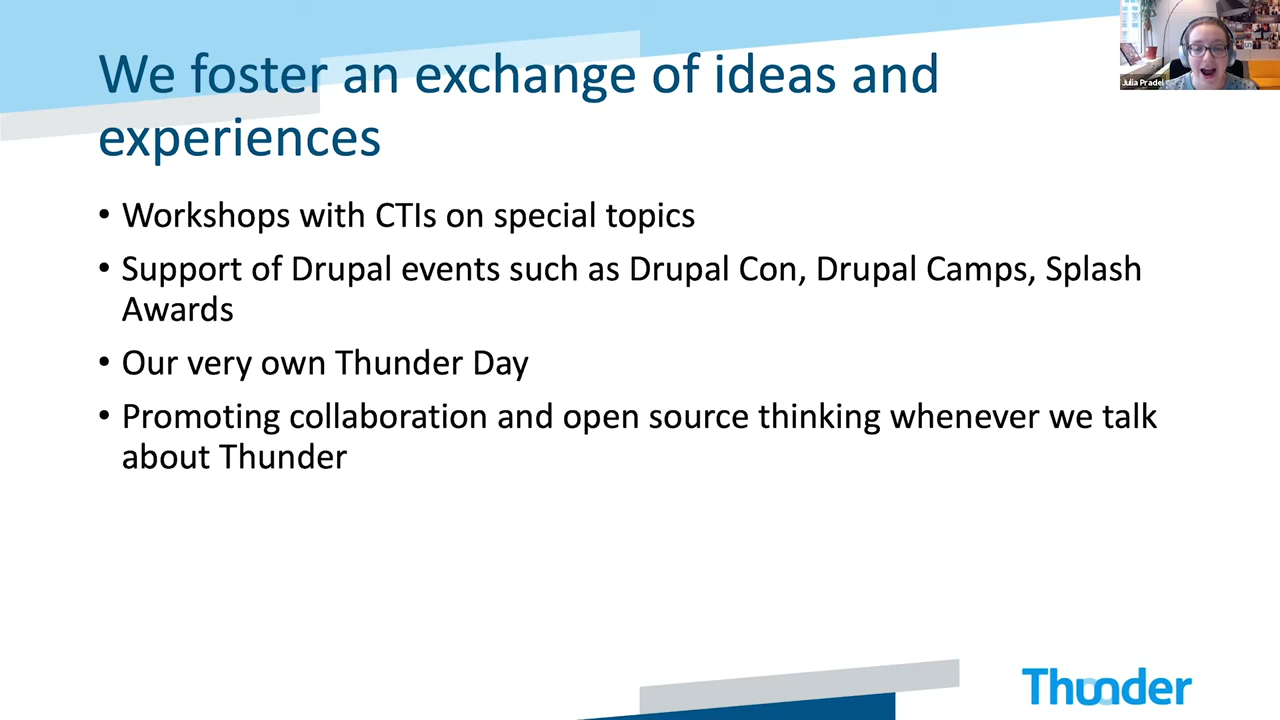 Julia Pradel
We foster an exchange of ideas and
experiences
• Workshops with CTIs on special topics
• Support of Drupal events such as Drupal Con, Drupal Camps, Splash
Awards
• Our very own Thunder Day
• Promoting collaboration and open source thinking whenever we talk
about Thunder
Thunder